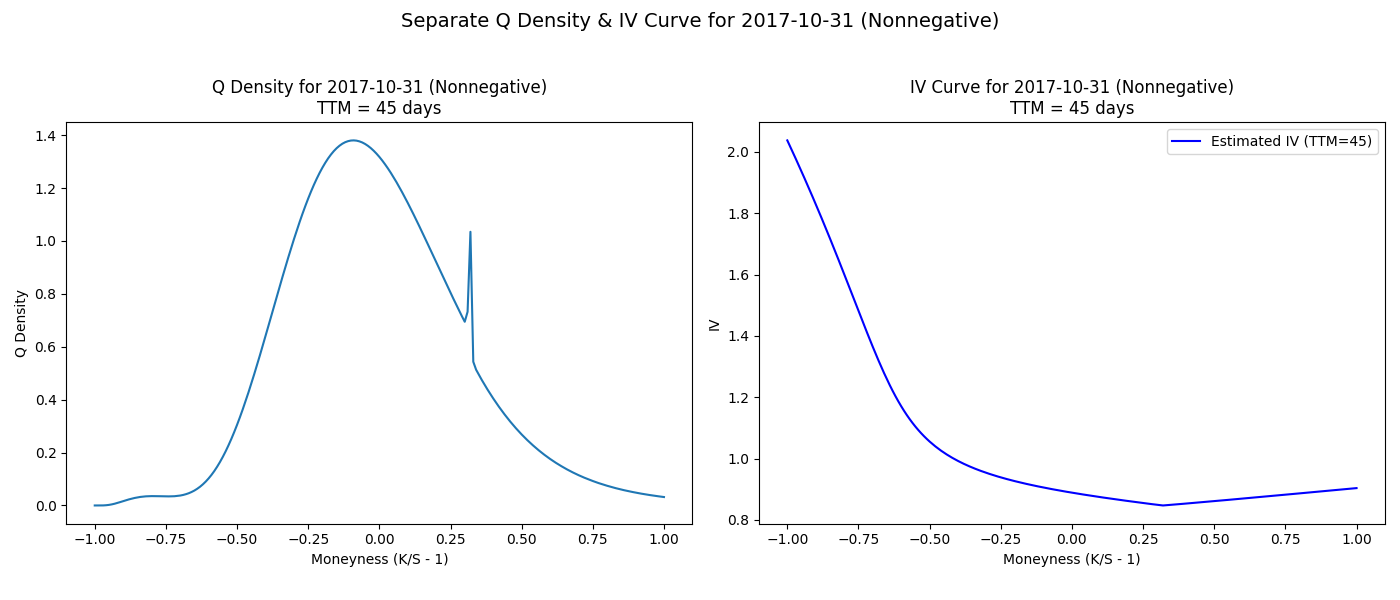 Separate Q Density & IV Curve for 2017-10-31 (Nonnegative)
Q Density for 2017-10-31 (Nonnegative)
TTM = 45 days
1.4
1.2
1.0
0.8
0.6
0.4
0.2
0.0
Q Density
−1.00 −0.75 −0.50 −0.25 0.00 0.25 0.50 0.75 1.00
Moneyness (K/S - 1)
IV Curve for 2017-10-31 (Nonnegative)
TTM = 45 days
Estimated IV (TTM=45)
2.0
1.8
1.6
1.4
1.2
1.0
0.8
IV
−1.00 −0.75 −0.50 −0.25 0.00 0.25 0.50 0.75 1.00
Moneyness (K/S - 1)